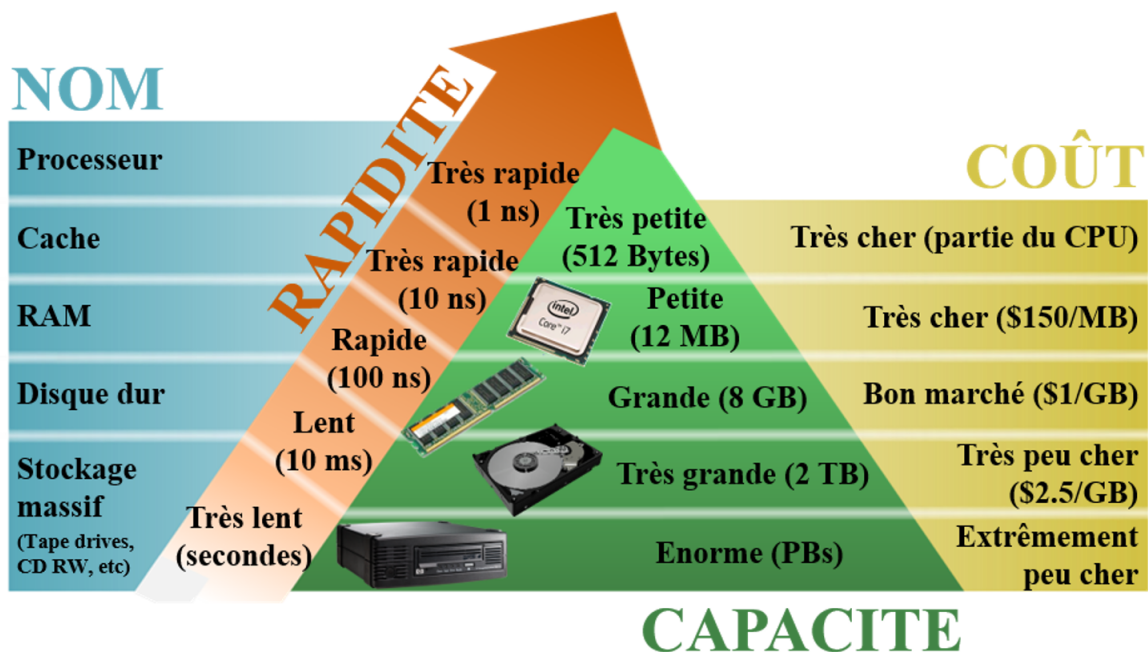 NOM
Processeur
Cache
RAM
Disque dur
Stockage
massif
(Tape drives,
CD RW, etc)
RAPIDITE
Très rapide
(1 ns)
Très rapide
(10 ns)
Rapide
(100 ns)
Lent
(10 ms)
Très lent
(secondes)
Très petite
(512 Bytes)
intel
Core™ i7
Petite
(12 MB)
Grande (8 GB)
Très grande (2 TB)
Enorme (PBs)
CAPACITE
COÛT
Très cher (partie du CPU)
Très cher ($150/MB)
Bon marché ($1/GB)
Très peu cher
($2.5/GB)
Extrêmement
peu cher